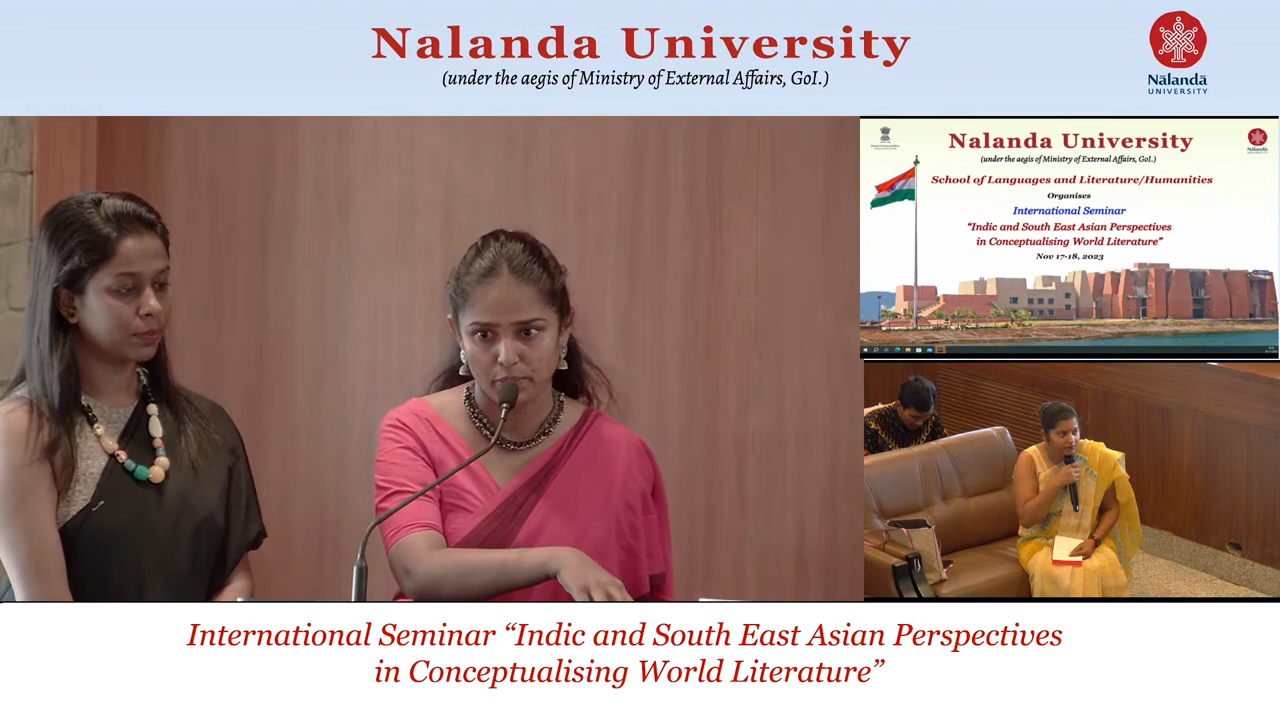 Nalanda University
(under the aegis of Ministry of External Affairs, GoI.)
Nālandā
UNIVERSITY
Nalanda University
(under the aegis of Ministry of External Affairs, GoI.)
Nālandā
School of Languages and Literature/Humanities
Organises
International Seminar
“Indic and South East Asian Perspectives
in Conceptualising World Literature”
Nov 17-18, 2023
International Seminar “Indic and South East Asian Perspectives
in Conceptualising World Literature”